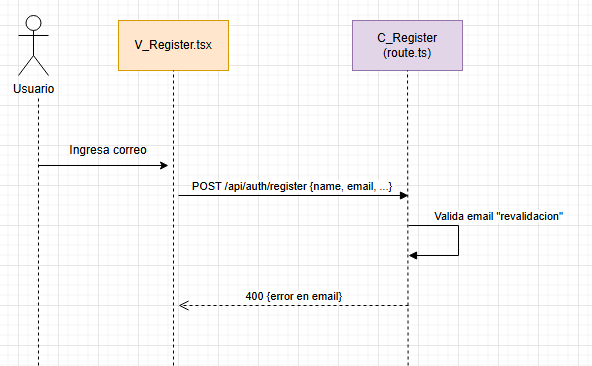 V_Register.tsx
C_Register
(route.ts)
Usuario
Ingresa correo
POST /api/auth/register {name, email, ...}
Valida email "revalidacion"
400 {error en email}